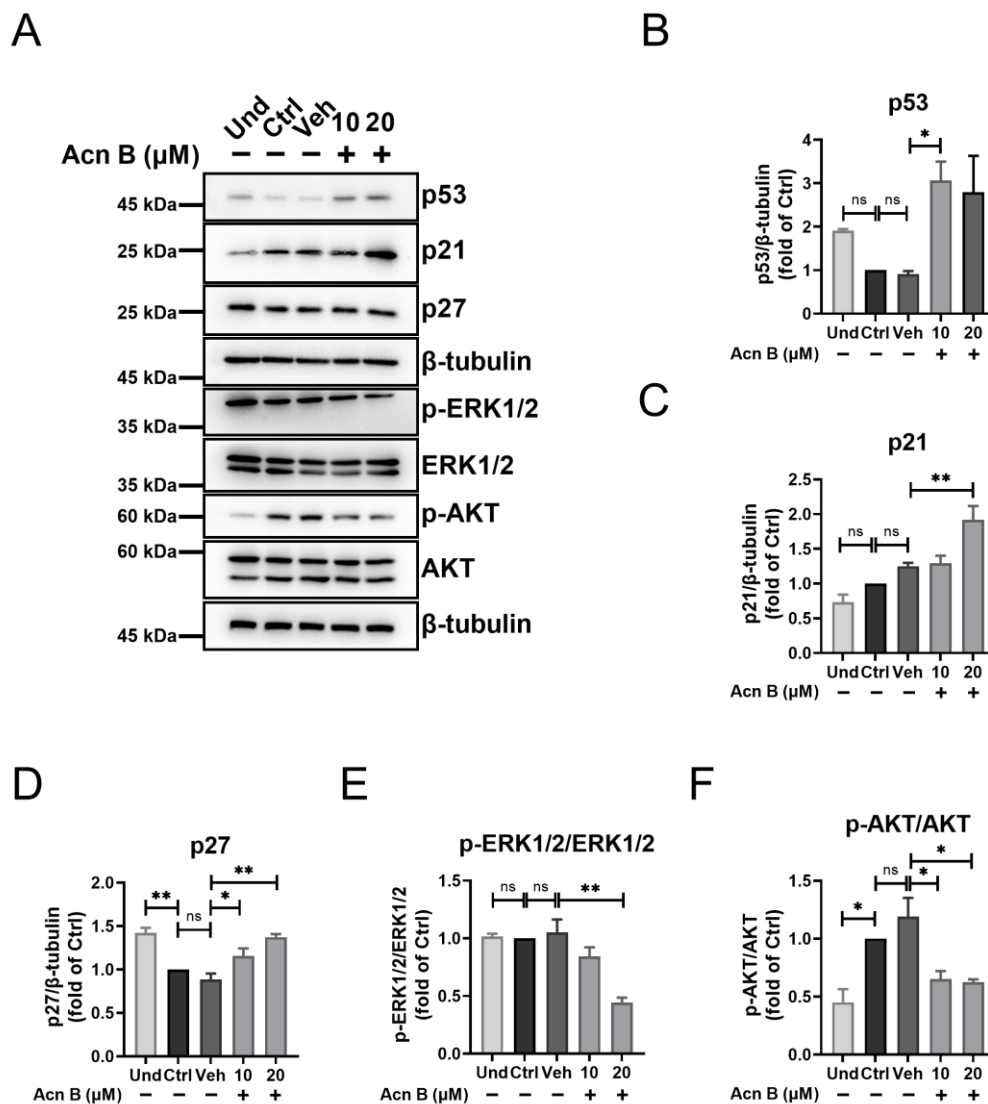 A
Und Ctrl Veh 10 20
Acn B (μM) − − − + +
45 kDa p53
25 kDa p21
25 kDa p27
β-tubulin
45 kDa
p-ERK1/2
35 kDa
ERK1/2
35 kDa
60 kDa p-AKT
60 kDa
AKT
β-tubulin
45 kDa
B
p53
p53/β-tubulin
(fold of Ctrl)
4
3
2
1
0
ns ns *
Und Ctrl Veh 10 20
Acn B (μM) − − − + +
C
p21
p21/β-tubulin
(fold of Ctrl)
2.5
2.0
1.5
1.0
0.5
0.0
ns ns **
Und Ctrl Veh 10 20
Acn B (μM) − − − + +
D
p27
p27/β-tubulin
(fold of Ctrl)
2.0
1.5
1.0
0.5
0.0
** ns * **
Und Ctrl Veh 10 20
Acn B (μM) − − − + +
E
p-ERK1/2/ERK1/2
p-ERK1/2/ERK1/2
(fold of Ctrl)
1.5
1.0
0.5
0.0
ns ns **
Und Ctrl Veh 10 20
Acn B (μM) − − − + +
F
p-AKT/AKT
p-AKT/AKT
(fold of Ctrl)
1.5
1.0
0.5
0.0
* ns * *
Und Ctrl Veh 10 20
Acn B (μM) − − − + +